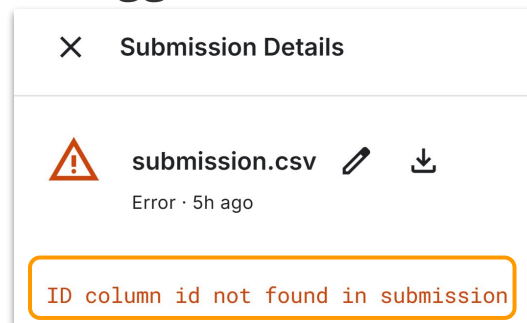 Submission Details
submission.csv
Error · 5h ago
ID column id not found in submission